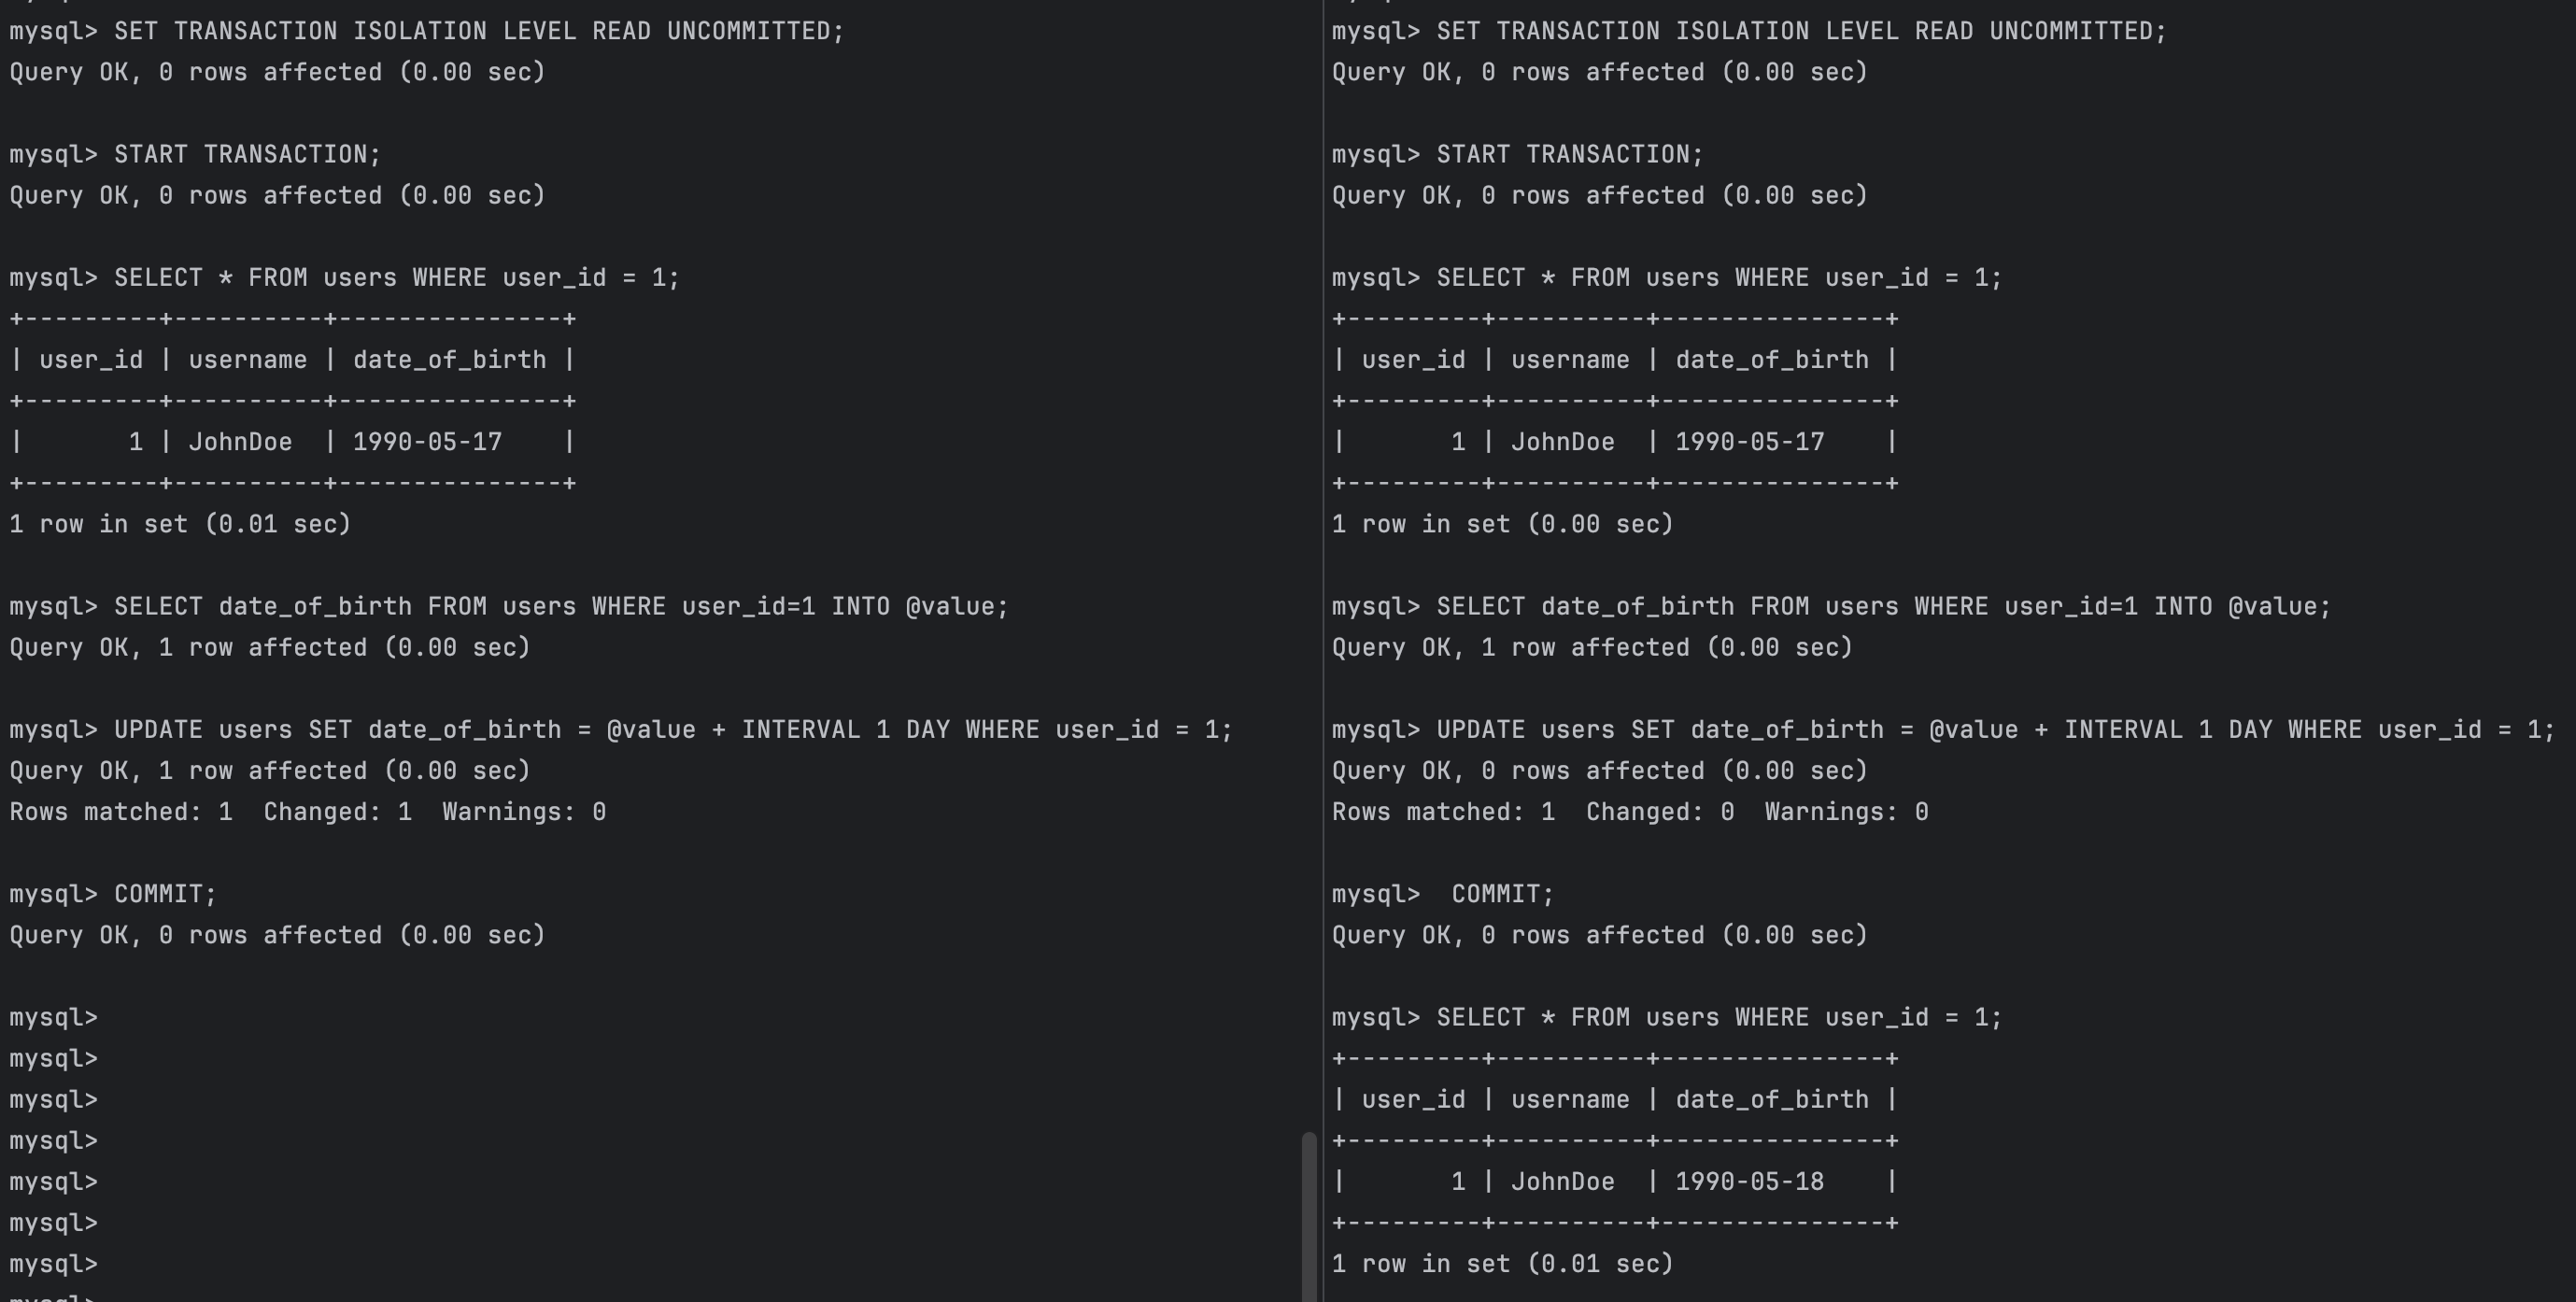 mysql> SET TRANSACTION ISOLATION LEVEL READ UNCOMMITTED;
Query OK, 0 rows affected (0.00 sec)
mysql> START TRANSACTION;
Query OK, 0 rows affected (0.00 sec)
mysql> SELECT * FROM users WHERE user_id = 1;
+---------+----------+---------------+
| user_id | username | date_of_birth |
+---------+----------+---------------+
|       1 | JohnDoe  | 1990-05-17    |
+---------+----------+---------------+
1 row in set (0.01 sec)
mysql> SELECT date_of_birth FROM users WHERE user_id=1 INTO @value;
Query OK, 1 row affected (0.00 sec)
mysql> UPDATE users SET date_of_birth = @value + INTERVAL 1 DAY WHERE user_id = 1;
Query OK, 1 row affected (0.00 sec)
Rows matched: 1  Changed: 1  Warnings: 0
mysql> COMMIT;
Query OK, 0 rows affected (0.00 sec)
mysql>
mysql>
mysql>
mysql>
mysql>
mysql>
mysql>
mysql>
mysql> SET TRANSACTION ISOLATION LEVEL READ UNCOMMITTED;
Query OK, 0 rows affected (0.00 sec)
mysql> START TRANSACTION;
Query OK, 0 rows affected (0.00 sec)
mysql> SELECT * FROM users WHERE user_id = 1;
+---------+----------+---------------+
| user_id | username | date_of_birth |
+---------+----------+---------------+
|       1 | JohnDoe  | 1990-05-17    |
+---------+----------+---------------+
1 row in set (0.00 sec)
mysql> SELECT date_of_birth FROM users WHERE user_id=1 INTO @value;
Query OK, 1 row affected (0.00 sec)
mysql> UPDATE users SET date_of_birth = @value + INTERVAL 1 DAY WHERE user_id = 1;
Query OK, 0 rows affected (0.00 sec)
Rows matched: 1  Changed: 0  Warnings: 0
mysql>  COMMIT;
Query OK, 0 rows affected (0.00 sec)
mysql> SELECT * FROM users WHERE user_id = 1;
+---------+----------+---------------+
| user_id | username | date_of_birth |
+---------+----------+---------------+
|       1 | JohnDoe  | 1990-05-18    |
+---------+----------+---------------+
1 row in set (0.01 sec)